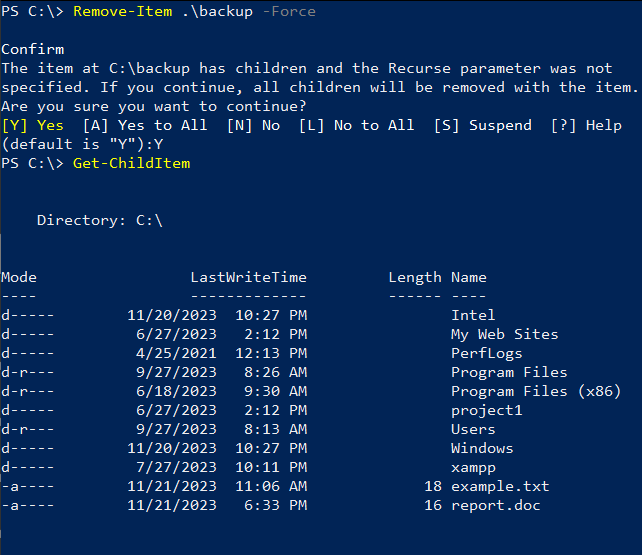 PS C:\> Remove-Item .\backup -Force
Confirm
The item at C:\backup has children and the Recurse parameter was not
specified. If you continue, all children will be removed with the item.
Are you sure you want to continue?
[Y] Yes  [A] Yes to All  [N] No  [L] No to All  [S] Suspend  [?] Help
(default is "Y"):Y
PS C:\> Get-ChildItem
Directory: C:\
Mode                 LastWriteTime         Length Name
----                 -------------         ------ ----
d-----        11/20/2023  10:27 PM                Intel
d-----         6/27/2023   2:12 PM                My Web Sites
d-----         4/25/2021  12:13 PM                PerfLogs
d-r---         9/27/2023   8:26 AM                Program Files
d-r---         6/18/2023   9:30 AM                Program Files (x86)
d-----         6/27/2023   2:12 PM                project1
d-r---         9/27/2023   8:13 AM                Users
d-----        11/20/2023  10:27 PM                Windows
d-----         7/27/2023  10:11 PM                xampp
-a----        11/21/2023  11:06 AM             18 example.txt
-a----        11/21/2023   6:33 PM             16 report.doc